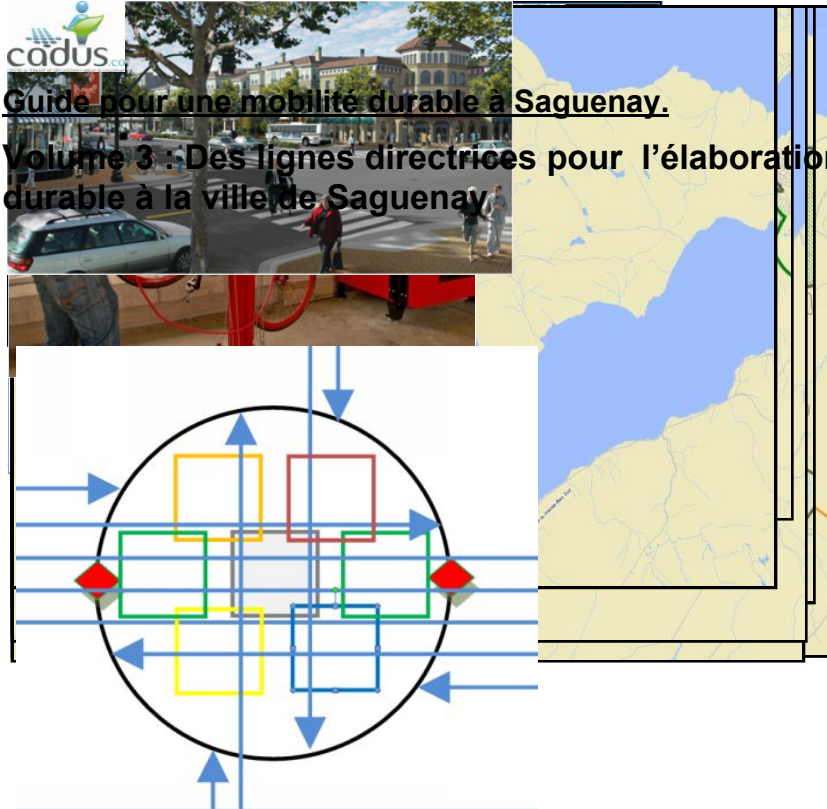 cadus.co
Guide pour une mobilité durable à Saguenay.
Volume 3 : Des lignes directrices pour l’élaboration
durable à la ville de Saguenay